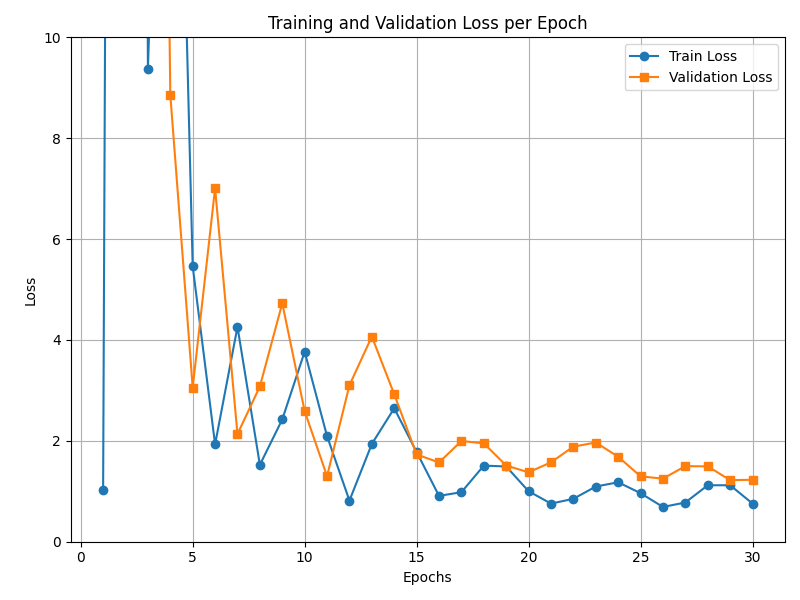 Training and Validation Loss per Epoch
Train Loss
Validation Loss
Loss
10
8
6
4
2
0
0 5 10 15 20 25 30
Epochs